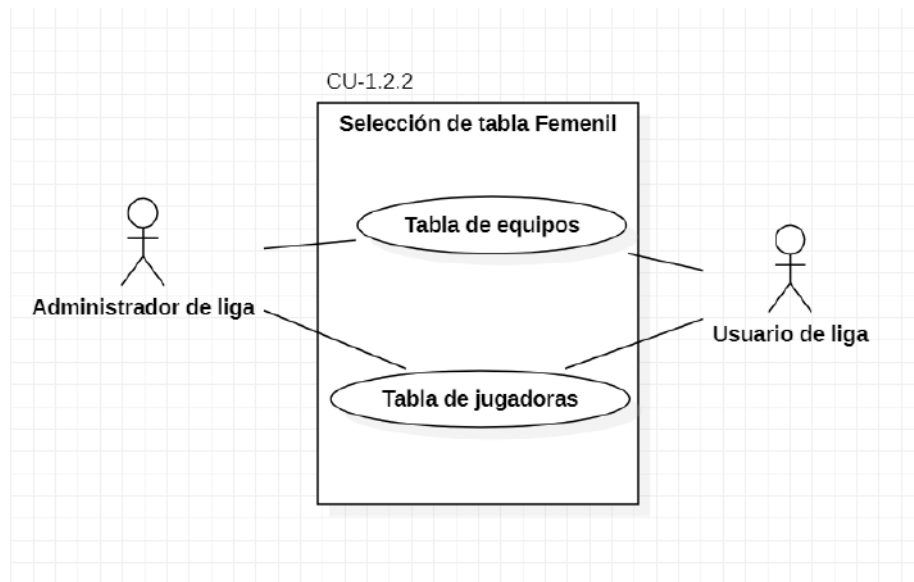 CU-1.2.2
Selección de tabla Femenil
Tabla de equipos
Administrador de liga
Usuario de liga
Tabla de jugadoras